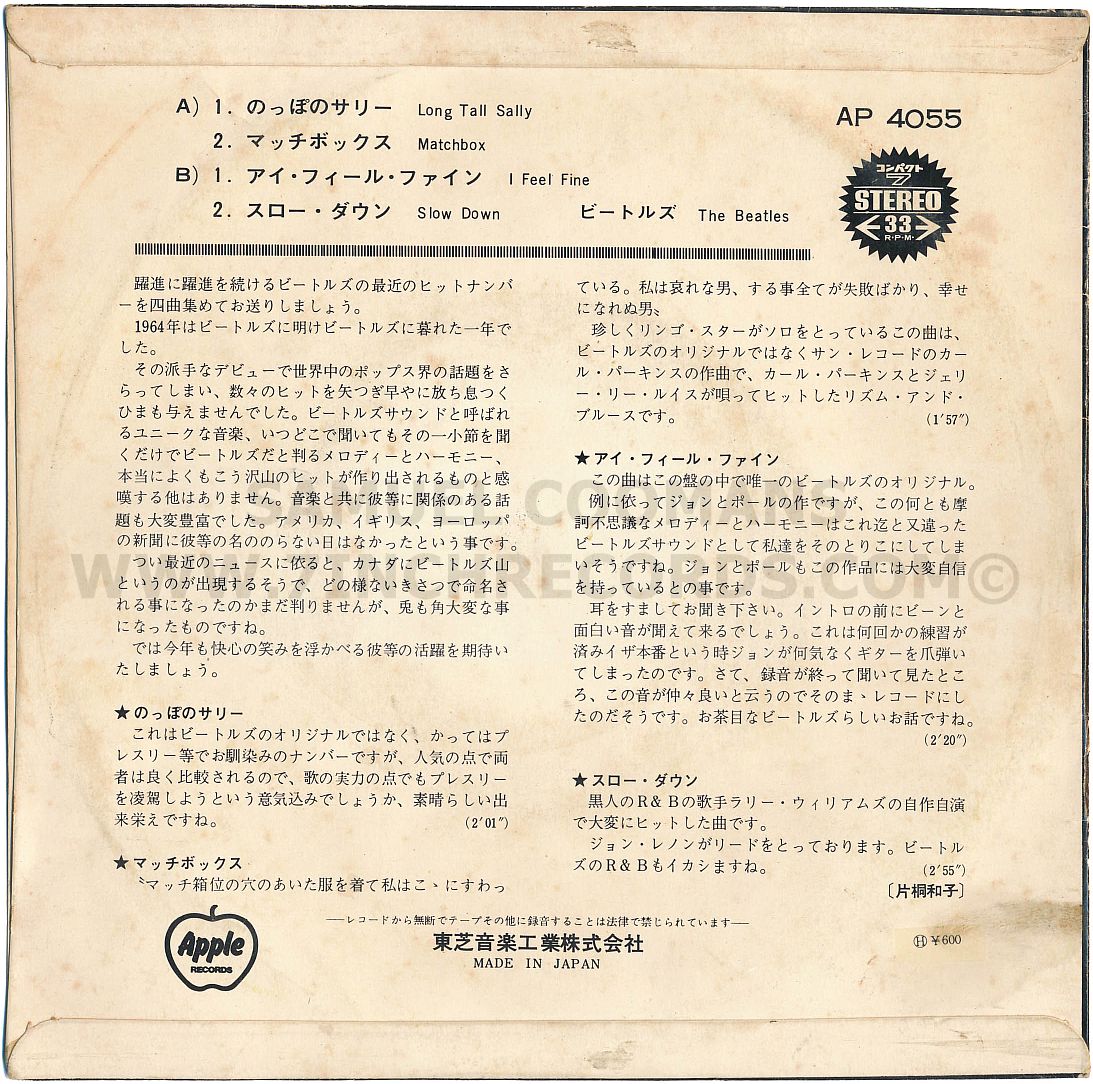 A) 1. のっぽのサリー Long Tall Sally
2. マッチボックス Matchbox
B) 1. アイ・フィール・ファイン I Feel Fine
2. スロー・ダウン Slow Down ビートルズ The Beatles
AP 4055
コンパクト
7
STEREO
33
R·P·M·
躍進に躍進を続けるビートルズの最近のヒットナンバ
ーを四曲集めてお送りしましょう。
1964年はビートルズに明けビートルズに暮れた一年で
した。
その派手なデビューで世界中のポップス界の話題をさ
らってしまい、数々のヒットを矢つぎ早やに放ち息つく
ひまも与えませんでした。ビートルズサウンドと呼ばれ
るユニークな音楽、いつどこで聞いてもその一小節を聞
くだけでビートルズだと判るメロディーとハーモニー、
本当によくもこう沢山のヒットが作り出されるものと感
嘆する他はありません。音楽と共に彼等に関係のある話
題も大変豊富でした。アメリカ、イギリス、ヨーロッパ
の新聞に彼等の名ののらない日はなかったという事です。
つい最近のニュースに依ると、カナダにビートルズ山
というのが出現するそうで、どの様ないきさつで命名さ
れる事になったのかまだ判りませんが、兎も角大変な事
になったものですね。
では今年も快心の笑みを浮かべる彼等の活躍を期待い
たしましょう。
★のっぽのサリー
これはビートルズのオリジナルではなく、かってはプ
レスリー等でお馴染みのナンバーですが、人気の点で両
者は良く比較されるので、歌の実力の点でもプレスリー
を凌駕しようという意気込みでしょうか、素晴らしい出
来栄えですね。 (2′01″)
★マッチボックス
〝マッチ箱位の穴のあいた服を着て私はこゝにすわっ
ている。私は哀れな男、する事全てが失敗ばかり、幸せ
になれぬ男〟
珍しくリンゴ・スターがソロをとっているこの曲は、
ビートルズのオリジナルではなくサン・レコードのカー
ル・パーキンスの作曲で、カール・パーキンスとジェリ
ー・リー・ルイスが唄ってヒットしたリズム・アンド・
ブルースです。 (1′57″)
★アイ・フィール・ファイン
この曲はこの盤の中で唯一のビートルズのオリジナル。
例に依ってジョンとポールの作ですが、この何とも摩
訶不思議なメロディーとハーモニーはこれ迄と又違った
ビートルズサウンドとして私達をそのとりこにしてしま
いそうですね。ジョンとポールもこの作品には大変自信
を持っているとの事です。
耳をすましてお聞き下さい。イントロの前にビーンと
面白い音が聞えて来るでしょう。これは何回かの練習が
済みイザ本番という時ジョンが何気なくギターを爪弾い
てしまったのです。さて、録音が終って聞いて見たとこ
ろ、この音が仲々良いと云うのでそのまゝレコードにし
たのだそうです。お茶目なビートルズらしいお話ですね。
(2′20″)
★スロー・ダウン
黒人のR&Bの歌手ラリー・ウィリアムズの自作自演
で大変にヒットした曲です。
ジョン・レノンがリードをとっております。ビートル
ズのR&Bもイカシますね。 (2′55″)
〔片桐和子〕
Apple
RECORDS
—レコードから無断でテープその他に録音することは法律で禁じられています—
東芝音楽工業株式会社
MADE IN JAPAN
Ⓗ ¥600